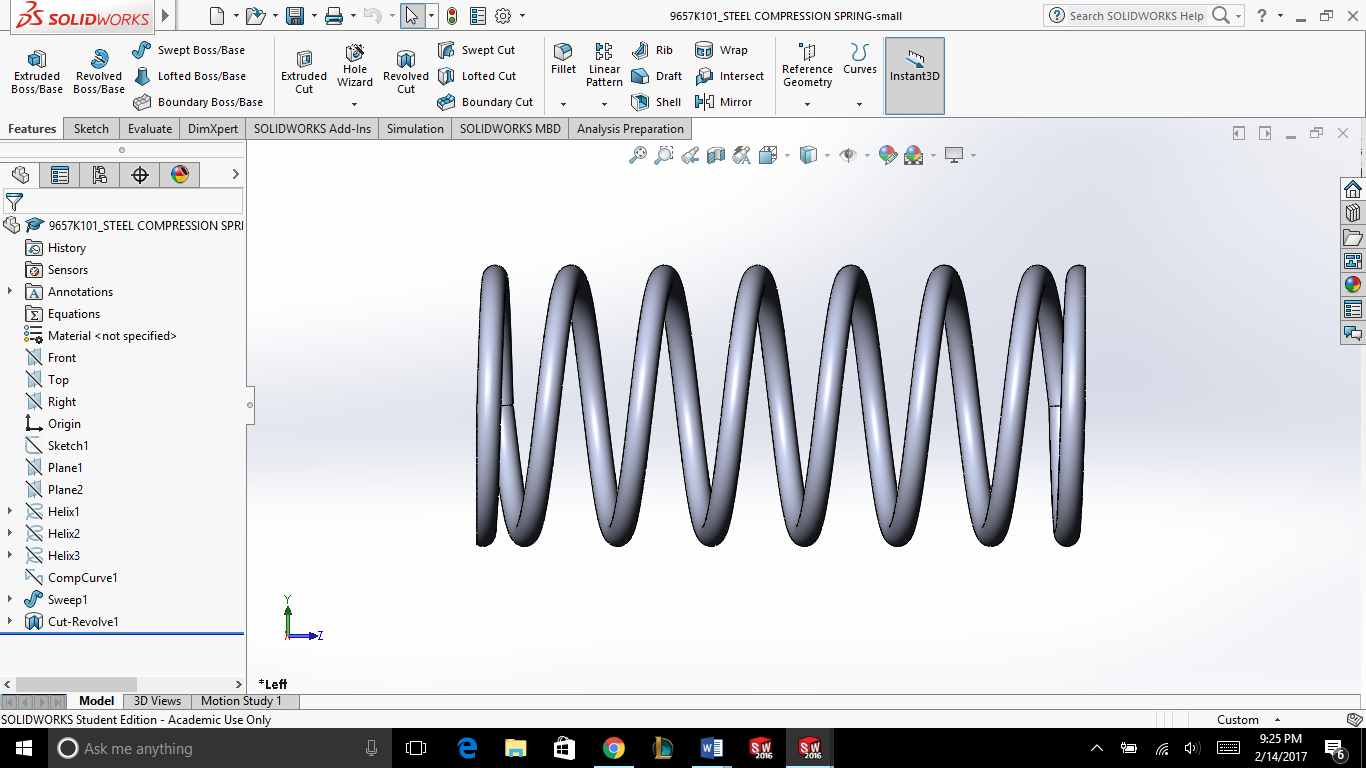 SOLIDWORKS
9657K101_STEEL COMPRESSION SPRING-small
Search SOLIDWORKS Help
?
Extruded Boss/Base
Revolved Boss/Base
Swept Boss/Base
Lofted Boss/Base
Boundary Boss/Base
Extruded Cut
Hole Wizard
Revolved Cut
Swept Cut
Lofted Cut
Boundary Cut
Fillet
Linear Pattern
Rib
Draft
Shell
Wrap
Intersect
Mirror
Reference Geometry
Curves
Instant3D
Features
Sketch
Evaluate
DimXpert
SOLIDWORKS Add-Ins
Simulation
SOLIDWORKS MBD
Analysis Preparation
9657K101_STEEL COMPRESSION SPRI
History
Sensors
Annotations
Equations
Material <not specified>
Front
Top
Right
Origin
Sketch1
Plane1
Plane2
Helix1
Helix2
Helix3
CompCurve1
Sweep1
Cut-Revolve1
Y
Z
*Left
Model
3D Views
Motion Study 1
SOLIDWORKS Student Edition - Academic Use Only
Custom
Ask me anything
SW 2016
SW 2016
9:25 PM
2/14/2017
6